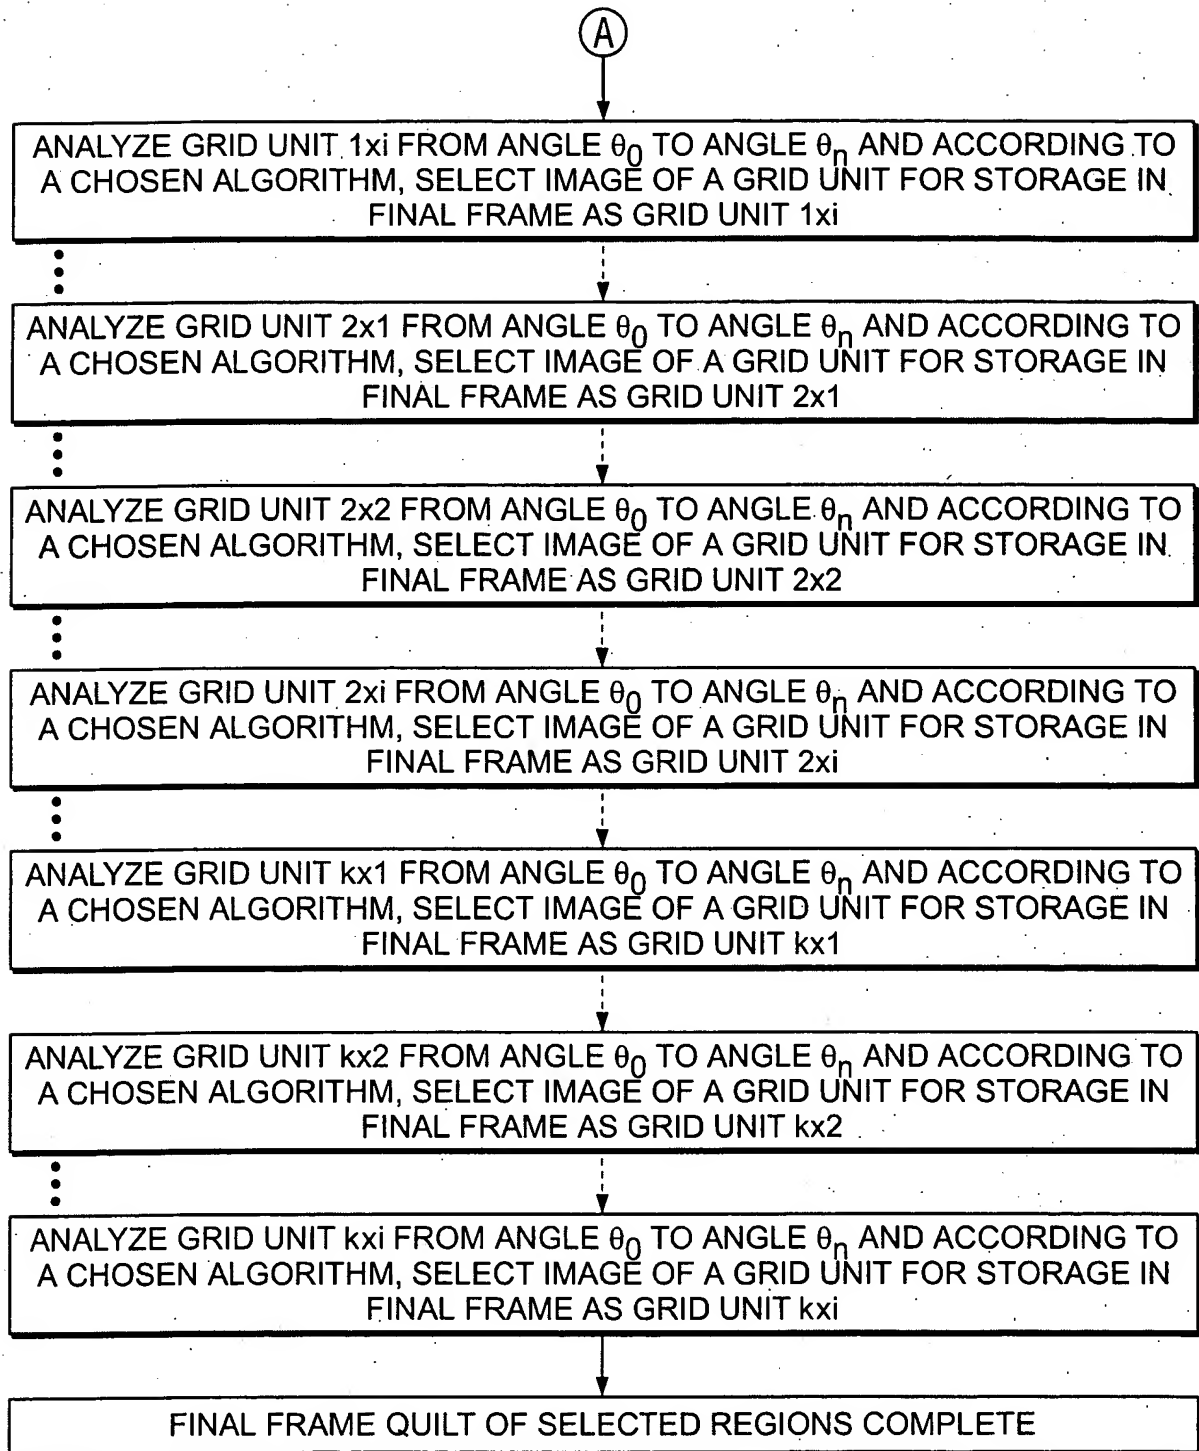 A
ANALYZE GRID UNIT 1xi FROM ANGLE θ0 TO ANGLE θn AND ACCORDING TO
A CHOSEN ALGORITHM, SELECT IMAGE OF A GRID UNIT FOR STORAGE IN
FINAL FRAME AS GRID UNIT 1xi
ANALYZE GRID UNIT 2x1 FROM ANGLE θ0 TO ANGLE θn AND ACCORDING TO
A CHOSEN ALGORITHM, SELECT IMAGE OF A GRID UNIT FOR STORAGE IN
FINAL FRAME AS GRID UNIT 2x1
ANALYZE GRID UNIT 2x2 FROM ANGLE θ0 TO ANGLE θn AND ACCORDING TO
A CHOSEN ALGORITHM, SELECT IMAGE OF A GRID UNIT FOR STORAGE IN
FINAL FRAME AS GRID UNIT 2x2
ANALYZE GRID UNIT 2xi FROM ANGLE θ0 TO ANGLE θn AND ACCORDING TO
A CHOSEN ALGORITHM, SELECT IMAGE OF A GRID UNIT FOR STORAGE IN
FINAL FRAME AS GRID UNIT 2xi
ANALYZE GRID UNIT kx1 FROM ANGLE θ0 TO ANGLE θn AND ACCORDING TO
A CHOSEN ALGORITHM, SELECT IMAGE OF A GRID UNIT FOR STORAGE IN
FINAL FRAME AS GRID UNIT kx1
ANALYZE GRID UNIT kx2 FROM ANGLE θ0 TO ANGLE θn AND ACCORDING TO
A CHOSEN ALGORITHM, SELECT IMAGE OF A GRID UNIT FOR STORAGE IN
FINAL FRAME AS GRID UNIT kx2
ANALYZE GRID UNIT kxi FROM ANGLE θ0 TO ANGLE θn AND ACCORDING TO
A CHOSEN ALGORITHM, SELECT IMAGE OF A GRID UNIT FOR STORAGE IN
FINAL FRAME AS GRID UNIT kxi
FINAL FRAME QUILT OF SELECTED REGIONS COMPLETE